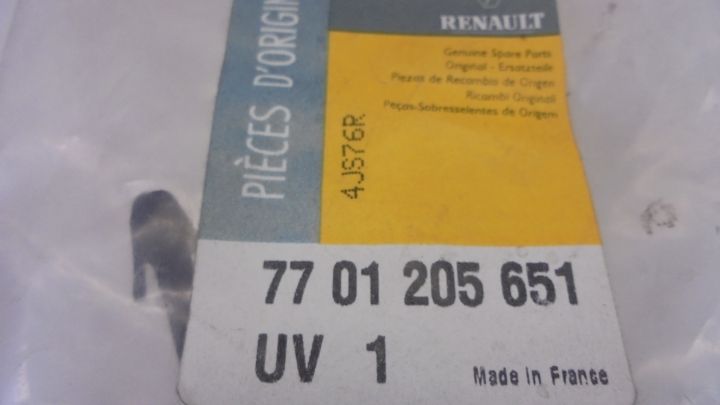 RENAULT
Genuine Spare Parts
Original - Ersatzteile
Piezas de Recambio de Origen
Ricambi Originali
Peças-Sobresselentes de Origem
PIÈCES D'ORIGIN
4JS76R
77 01 205 651
UV 1
Made in France